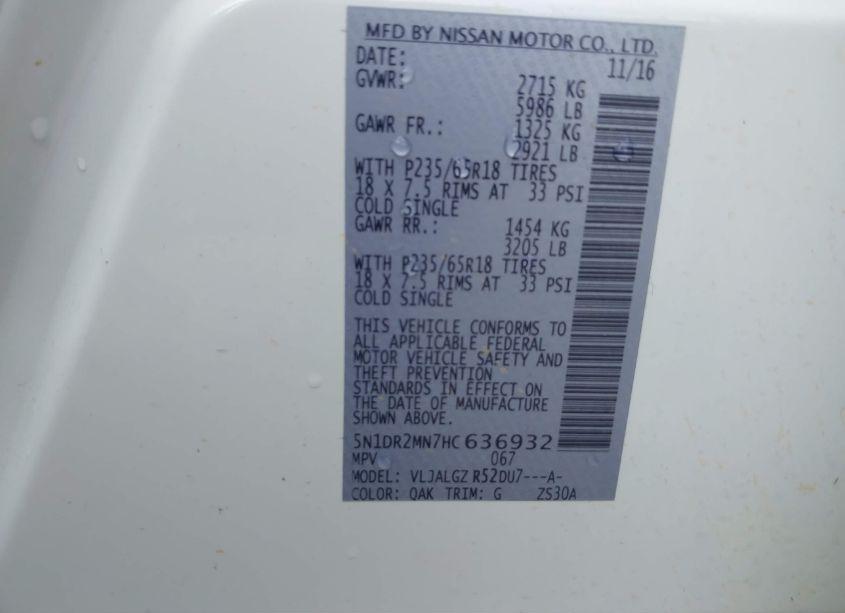 MFD BY NISSAN MOTOR CO., LTD.
DATE: 11/16
GVWR: 2715 KG
5986 LB
GAWR FR.: 1325 KG
2921 LB
WITH P235/65R18 TIRES
18 X 7.5 RIMS AT 33 PSI
COLD SINGLE
GAWR RR.: 1454 KG
3205 LB
WITH P235/65R18 TIRES
18 X 7.5 RIMS AT 33 PSI
COLD SINGLE
THIS VEHICLE CONFORMS TO
ALL APPLICABLE FEDERAL
MOTOR VEHICLE SAFETY AND
THEFT PREVENTION
STANDARDS IN EFFECT ON
THE DATE OF MANUFACTURE
SHOWN ABOVE.
5N1DR2MN7HC636932
MPV 067
MODEL: VLJALGZ R52DU7---A-
COLOR: QAK TRIM: G ZS30A